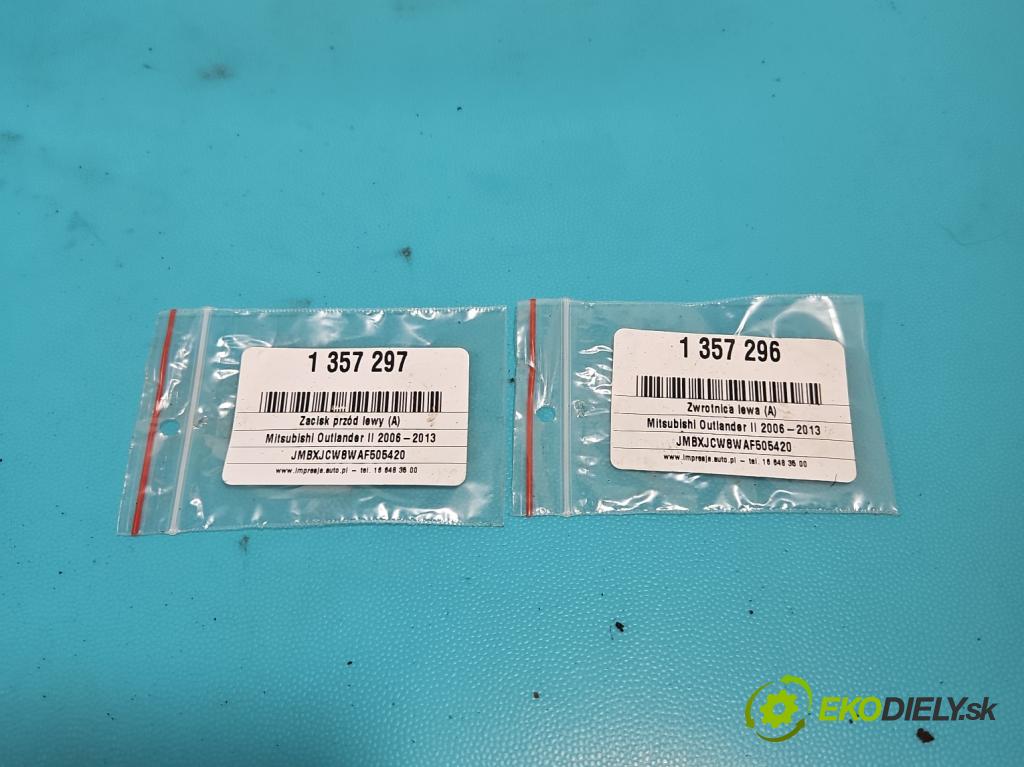 1 357 297
Zacisk przód lewy (A)
Mitsubishi Outlander II 2006-2013
JMBXJCW8WAF505420
www.impresja.auto.pl - tel. 16 648 35 00
1 357 296
Zwrotnica lewa (A)
Mitsubishi Outlander II 2006-2013
JMBXJCW8WAF505420
www.impresja.auto.pl - tel. 16 648 35 00
EKODIELY.sk